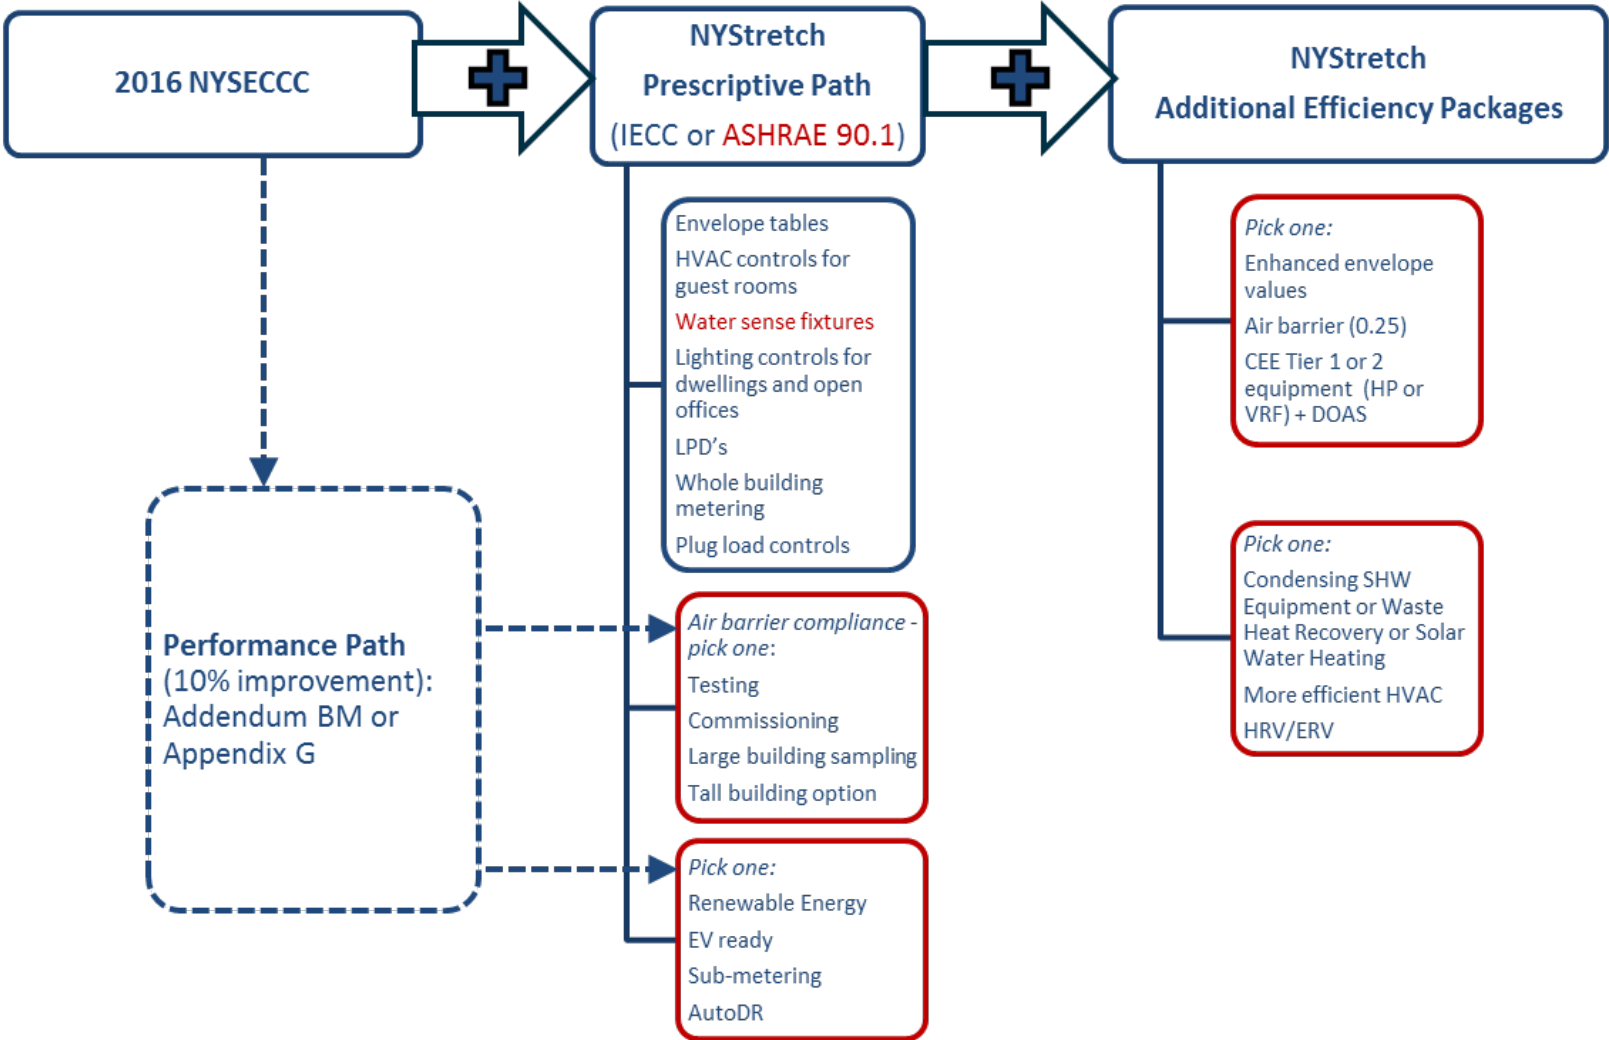 2016 NYSECCC
NYStretch
Prescriptive Path
(IECC or ASHRAE 90.1)
NYStretch
Additional Efficiency Packages
Envelope tables
HVAC controls for
guest rooms
Water sense fixtures
Lighting controls for
dwellings and open
offices
LPD’s
Whole building
metering
Plug load controls
Pick one:
Enhanced envelope
values
Air barrier (0.25)
CEE Tier 1 or 2
equipment (HP or
VRF) + DOAS
Pick one:
Condensing SHW
Equipment or Waste
Heat Recovery or Solar
Water Heating
More efficient HVAC
HRV/ERV
Performance Path
(10% improvement):
Addendum BM or
Appendix G
Air barrier compliance -
pick one:
Testing
Commissioning
Large building sampling
Tall building option
Pick one:
Renewable Energy
EV ready
Sub-metering
AutoDR